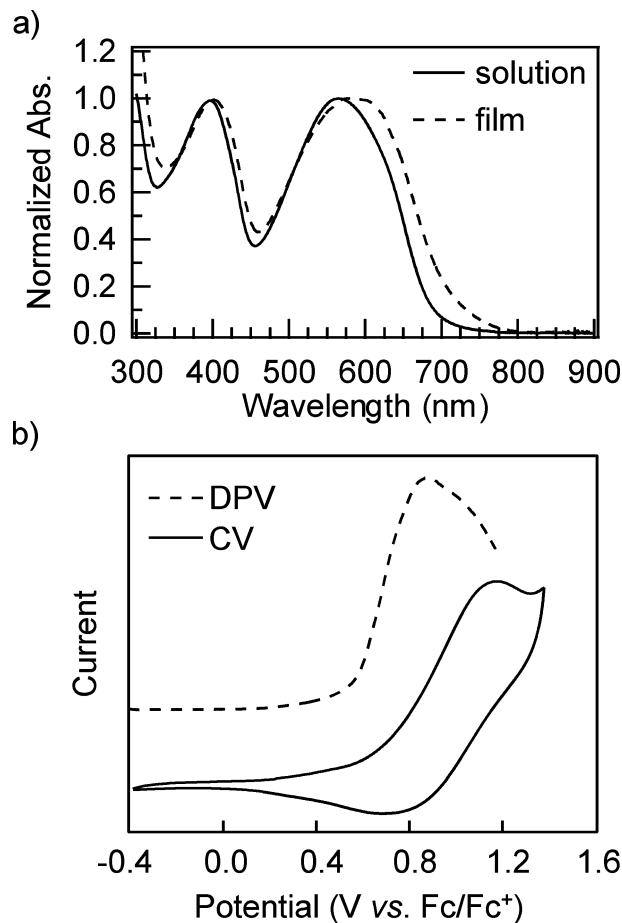 a)
1.2
1.0
0.8
0.6
0.4
0.2
0.0
Normalized Abs.
solution
film
300 400 500 600 700 800 900
Wavelength (nm)
b)
DPV
CV
Current
-0.4 0.0 0.4 0.8 1.2 1.6
Potential (V vs. Fc/Fc⁺)